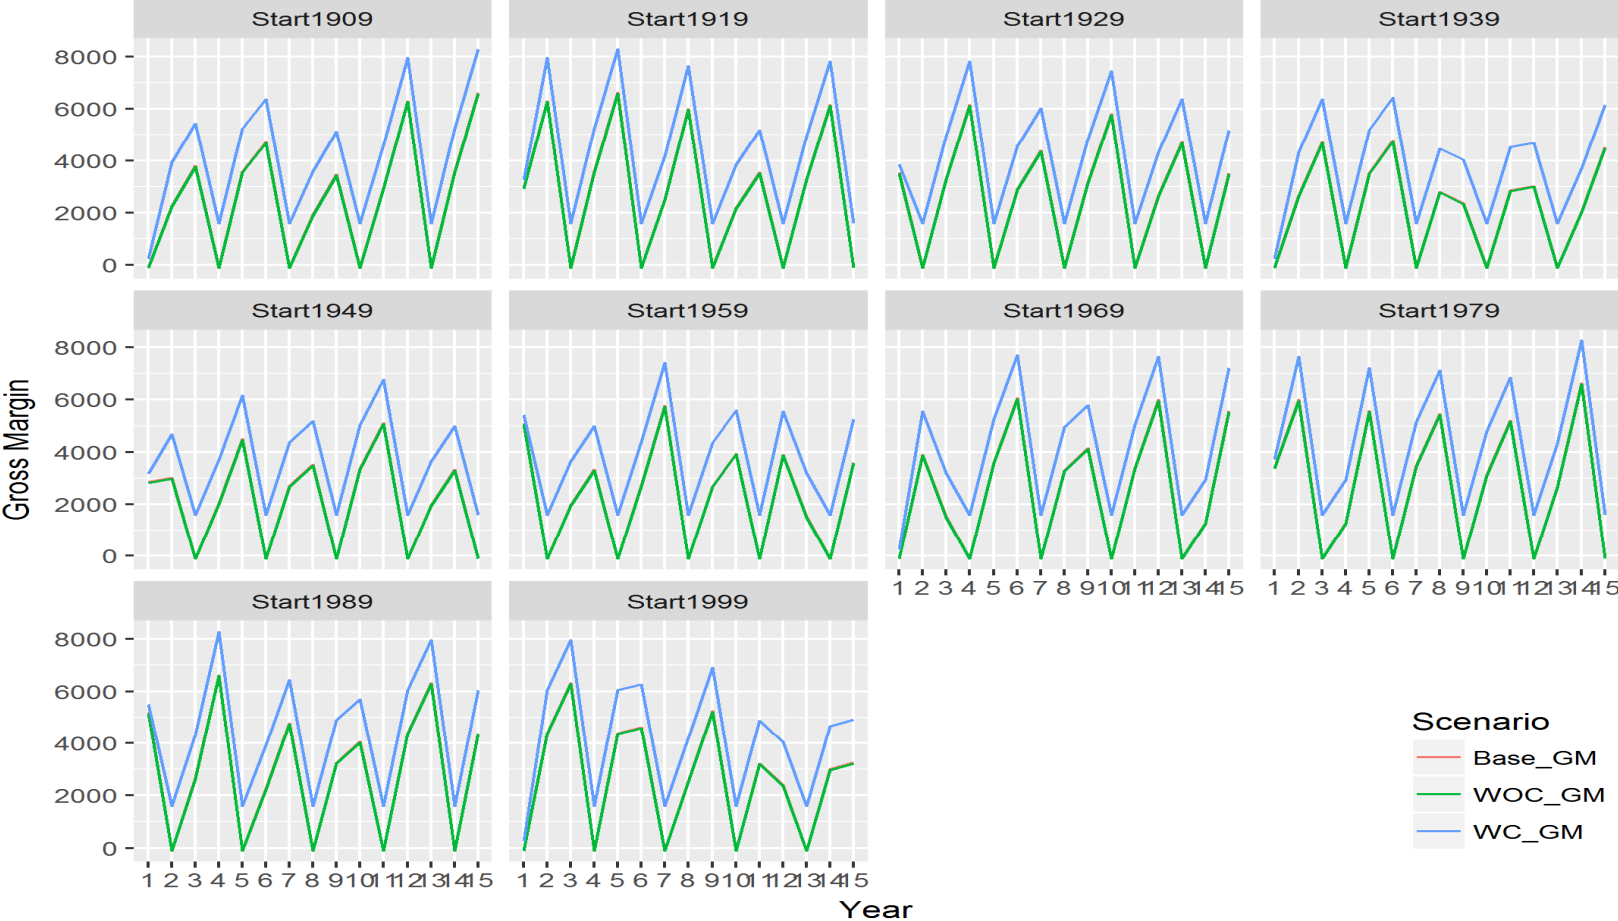 Start1909 Start1919 Start1929 Start1939
8000
6000
4000
2000
0
Start1949 Start1959 Start1969 Start1979
8000
6000
4000
2000
0
1 2 3 4 5 6 7 8 9 10 11 12 13 14 15 1 2 3 4 5 6 7 8 9 10 11 12 13 14 15
Start1989 Start1999
8000
6000
4000
2000
0
1 2 3 4 5 6 7 8 9 10 11 12 13 14 15 1 2 3 4 5 6 7 8 9 10 11 12 13 14 15
Gross Margin
Year
Scenario
Base_GM
WOC_GM
WC_GM